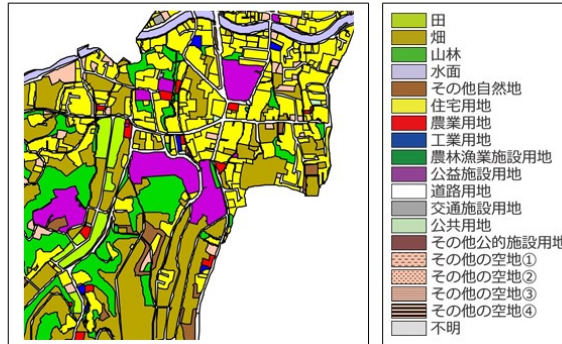 田
畑
山林
水面
その他自然地
住宅用地
農業用地
工業用地
農林漁業施設用地
公益施設用地
道路用地
交通施設用地
公共用地
その他公的施設用地
その他の空地①
その他の空地②
その他の空地③
その他の空地④
不明